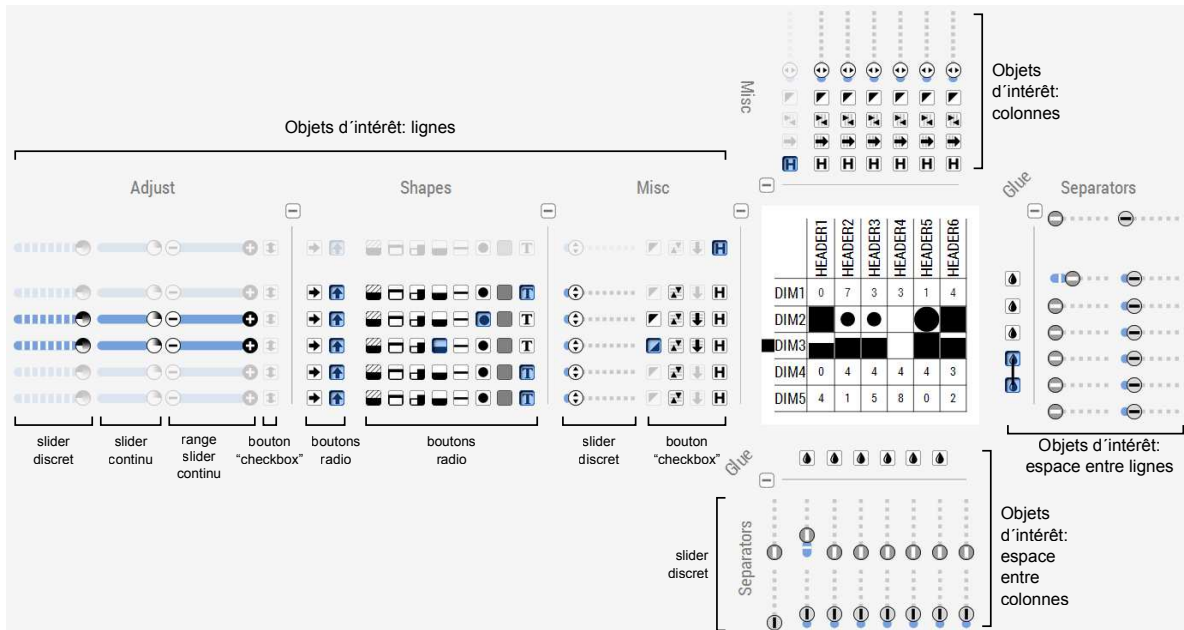 Objets
d´intérêt:
colonnes
Misc
Objets d´intérêt: lignes
Adjust
Shapes
Misc
Glue
Separators
H H H H H H H
HEADER1 HEADER2 HEADER3 HEADER4 HEADER5 HEADER6
H
DIM1 0 7 3 3 1 4
T H
DIM2
T H
DIM3
T H
DIM4 0 4 4 4 4 3
T H
DIM5 4 1 5 8 0 2
T H
slider
discret
slider
continu
range
slider
continu
bouton
“checkbox”
boutons
radio
boutons
radio
slider
discret
bouton
“checkbox”
Objets d´intérêt:
espace entre lignes
Glue
Separators
slider
discret
Objets
d´intérêt:
espace
entre
colonnes